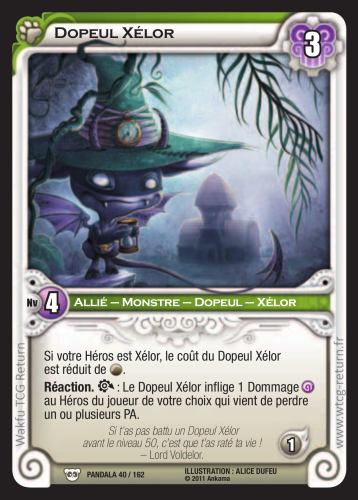 Dopeul Xélor
3
Nv 4
Allié – Monstre – Dopeul – Xélor
Si votre Héros est Xélor, le coût du Dopeul Xélor
est réduit de .
Réaction. : Le Dopeul Xélor inflige 1 Dommage
au Héros du joueur de votre choix qui vient de perdre
un ou plusieurs PA.
Si t'as pas battu un Dopeul Xélor
avant le niveau 50, c'est que t'as raté ta vie !
– Lord Voldelor.
1
PANDALA 40 / 162
ILLUSTRATION : ALICE DUFEU
© 2011 Ankama
Wakfu TCG Return
www.wtcg-return.fr